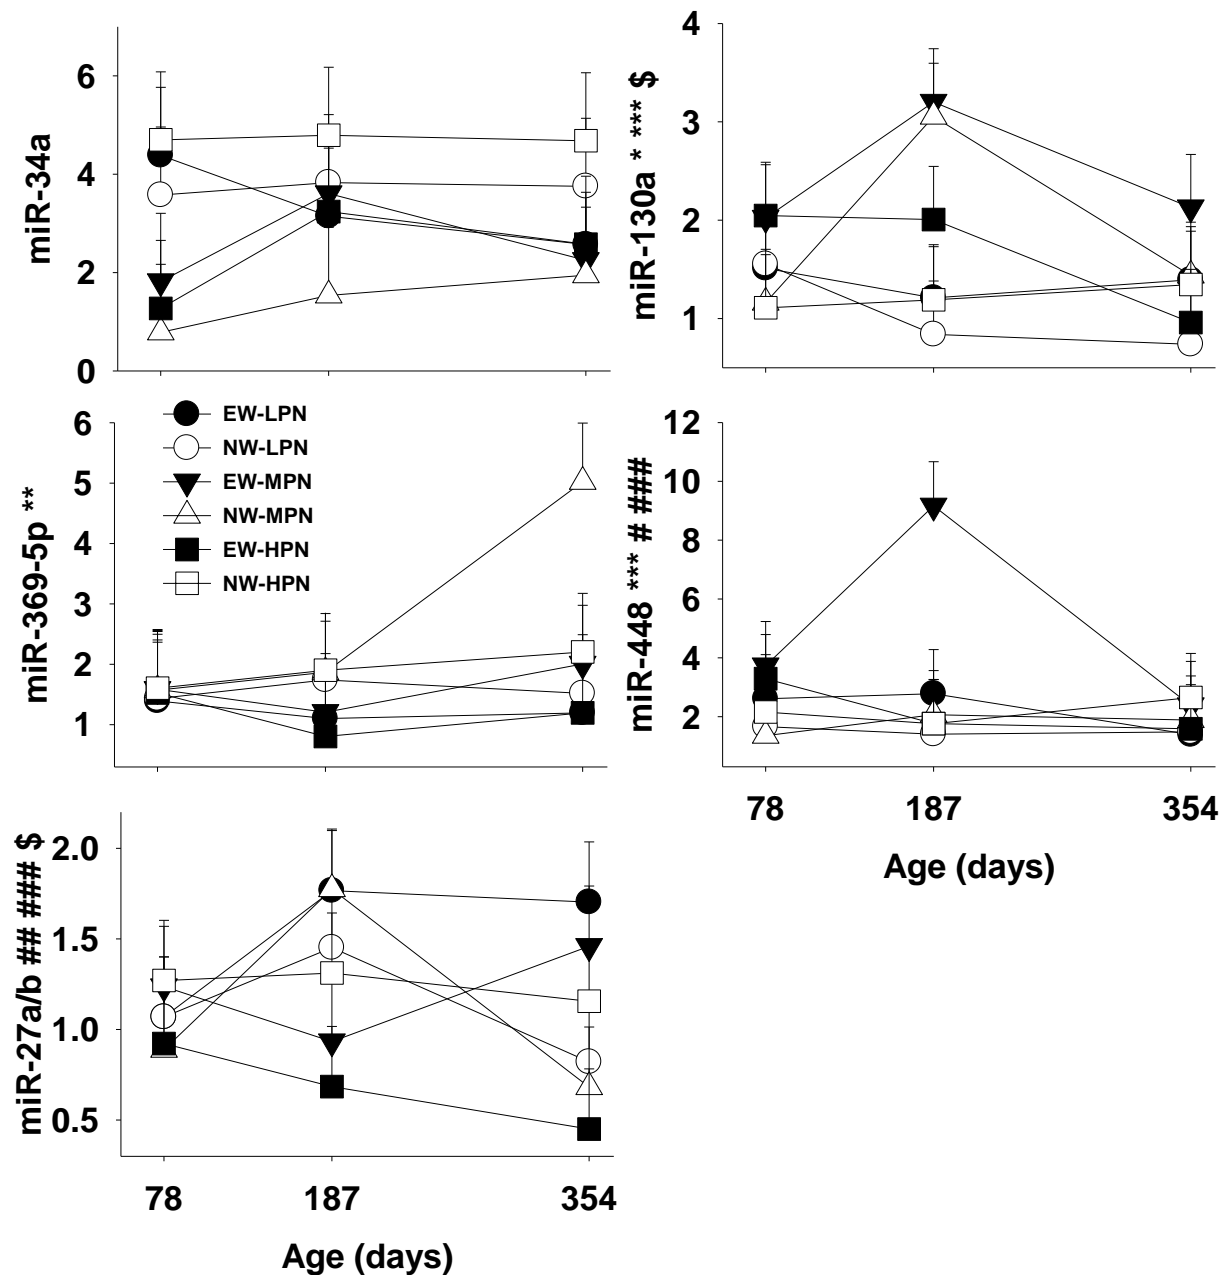 miR-34a
6
4
2
0
miR-130a * *** $
4
3
2
1
miR-369-5p **
6
5
4
3
2
1
EW-LPN
NW-LPN
EW-MPN
NW-MPN
EW-HPN
NW-HPN
miR-448 *** # ###
12
10
8
6
4
2
78 187 354
Age (days)
miR-27a/b ## ### $
2.0
1.5
1.0
0.5
78 187 354
Age (days)